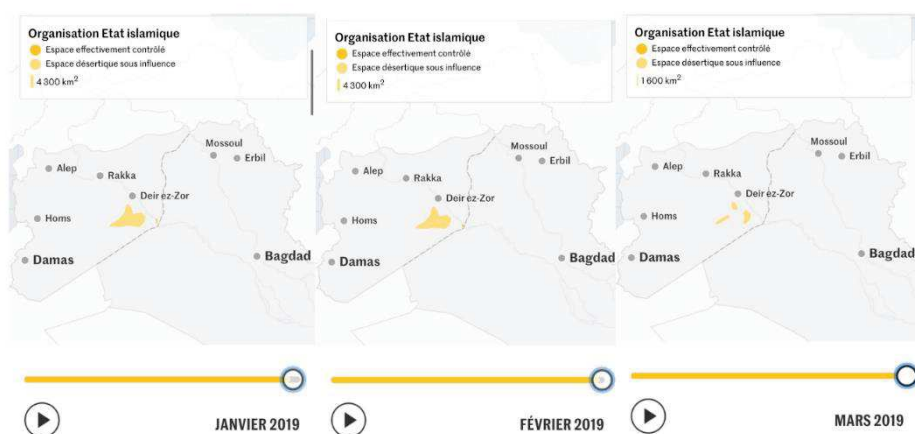 Organisation Etat islamique
Espace effectivement contrôlé
Espace désertique sous influence
4 300 km²
Mossoul
Erbil
Alep
Rakka
Deir ez-Zor
Homs
Damas
Bagdad
JANVIER 2019
Organisation Etat islamique
Espace effectivement contrôlé
Espace désertique sous influence
4 300 km²
Mossoul
Erbil
Alep
Rakka
Deir ez-Zor
Homs
Damas
Bagdad
FÉVRIER 2019
Organisation Etat islamique
Espace effectivement contrôlé
Espace désertique sous influence
1 600 km²
Mossoul
Erbil
Alep
Rakka
Deir ez-Zor
Homs
Damas
Bagdad
MARS 2019